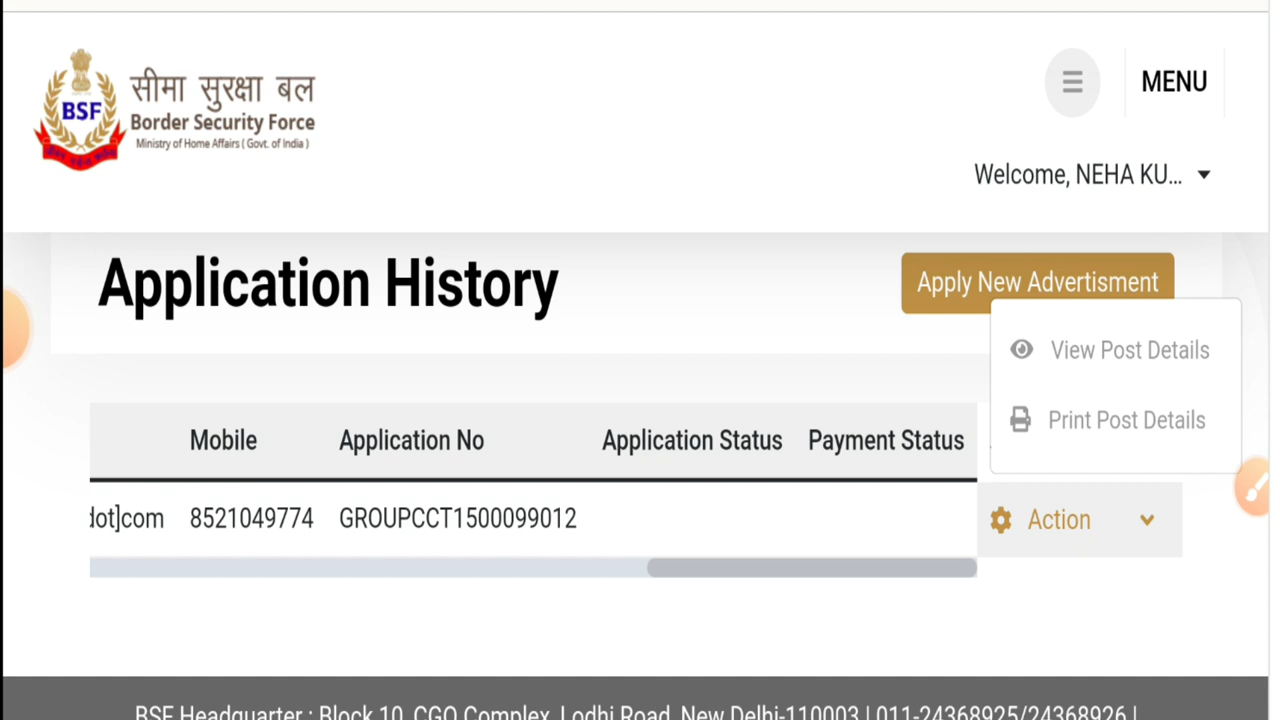 सीमा सुरक्षा बल
BSF
Border Security Force
Ministry of Home Affairs ( Govt. of India )
MENU
Welcome, NEHA KU...
Application History
Apply New Advertisment
View Post Details
Print Post Details
Mobile Application No Application Status Payment Status
dot]com 8521049774 GROUPCCT1500099012 Action
BSF Headquarter : Block 10, CGO Complex, Lodhi Road, New Delhi-110003 | 011-24368925/24368926 |